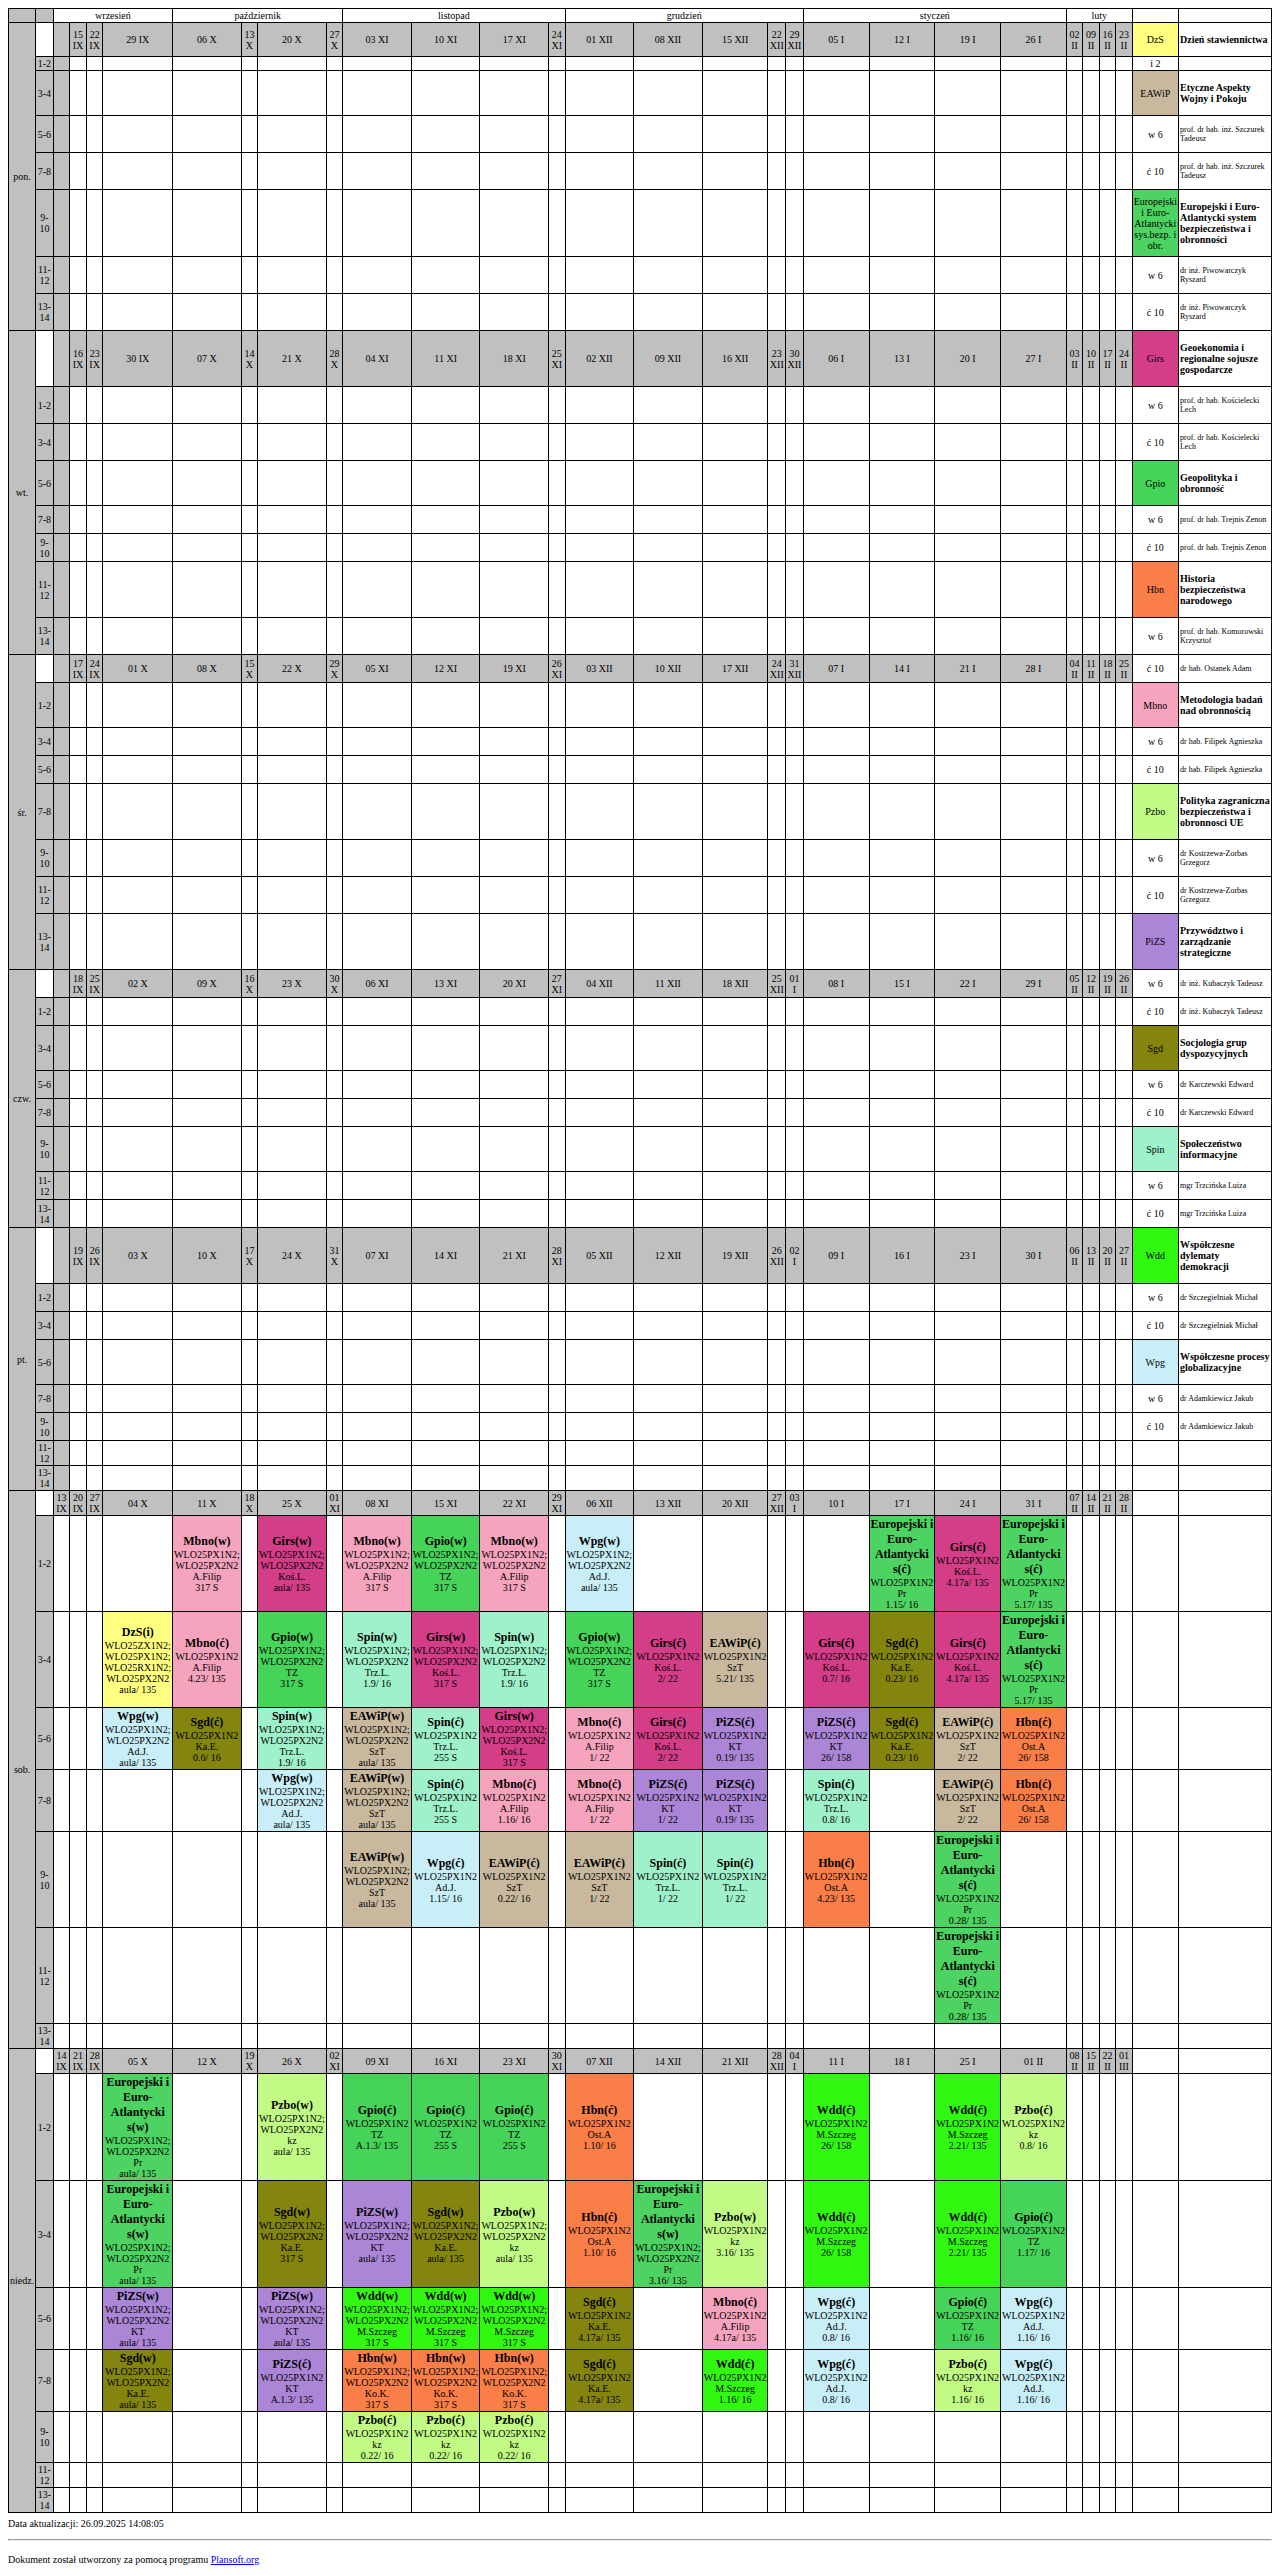 wrzesień październik listopad grudzień styczeń luty
pon. 15 IX 22 IX 29 IX 06 X 13 X 20 X 27 X 03 XI 10 XI 17 XI 24 XI 01 XII 08 XII 15 XII 22 XII 29 XII 05 I 12 I 19 I 26 I 02 II 09 II 16 II 23 II DzS Dzień stawiennictwa
1-2 i 2
3-4 EAWiP Etyczne Aspekty Wojny i Pokoju
5-6 w 6 prof. dr hab. inż. Szczurek Tadeusz
7-8 ć 10 prof. dr hab. inż. Szczurek Tadeusz
9-10 Europejski i Euro-Atlantycki sys.bezp. i obr. Europejski i Euro-Atlantycki system bezpieczeństwa i obronności
11-12 w 6 dr inż. Piwowarczyk Ryszard
13-14 ć 10 dr inż. Piwowarczyk Ryszard
wt. 16 IX 23 IX 30 IX 07 X 14 X 21 X 28 X 04 XI 11 XI 18 XI 25 XI 02 XII 09 XII 16 XII 23 XII 30 XII 06 I 13 I 20 I 27 I 03 II 10 II 17 II 24 II Girs Geoekonomia i regionalne sojusze gospodarcze
1-2 w 6 prof. dr hab. Kościelecki Lech
3-4 ć 10 prof. dr hab. Kościelecki Lech
5-6 Gpio Geopolityka i obronność
7-8 w 6 prof. dr hab. Trejnis Zenon
9-10 ć 10 prof. dr hab. Trejnis Zenon
11-12 Hbn Historia bezpieczeństwa narodowego
13-14 w 6 prof. dr hab. Komorowski Krzysztof
śr. 17 IX 24 IX 01 X 08 X 15 X 22 X 29 X 05 XI 12 XI 19 XI 26 XI 03 XII 10 XII 17 XII 24 XII 31 XII 07 I 14 I 21 I 28 I 04 II 11 II 18 II 25 II ć 10 dr hab. Ostanek Adam
1-2 Mbno Metodologia badań nad obronnością
3-4 w 6 dr hab. Filipek Agnieszka
5-6 ć 10 dr hab. Filipek Agnieszka
7-8 Pzbo Polityka zagraniczna bezpieczeństwa i obronnosci UE
9-10 w 6 dr Kostrzewa-Zorbas Grzegorz
11-12 ć 10 dr Kostrzewa-Zorbas Grzegorz
13-14 PiZS Przywództwo i zarządzanie strategiczne
czw. 18 IX 25 IX 02 X 09 X 16 X 23 X 30 X 06 XI 13 XI 20 XI 27 XI 04 XII 11 XII 18 XII 25 XII 01 I 08 I 15 I 22 I 29 I 05 II 12 II 19 II 26 II w 6 dr inż. Kubaczyk Tadeusz
1-2 ć 10 dr inż. Kubaczyk Tadeusz
3-4 Sgd Socjologia grup dyspozycyjnych
5-6 w 6 dr Karczewski Edward
7-8 ć 10 dr Karczewski Edward
9-10 Spin Społeczeństwo informacyjne
11-12 w 6 mgr Trzcińska Luiza
13-14 ć 10 mgr Trzcińska Luiza
pt. 19 IX 26 IX 03 X 10 X 17 X 24 X 31 X 07 XI 14 XI 21 XI 28 XI 05 XII 12 XII 19 XII 26 XII 02 I 09 I 16 I 23 I 30 I 06 II 13 II 20 II 27 II Wdd Współczesne dylematy demokracji
1-2 w 6 dr Szczegielniak Michał
3-4 ć 10 dr Szczegielniak Michał
5-6 Wpg Współczesne procesy globalizacyjne
7-8 w 6 dr Adamkiewicz Jakub
9-10 ć 10 dr Adamkiewicz Jakub
11-12
13-14
sob. 13 IX 20 IX 27 IX 04 X 11 X 18 X 25 X 01 XI 08 XI 15 XI 22 XI 29 XI 06 XII 13 XII 20 XII 27 XII 03 I 10 I 17 I 24 I 31 I 07 II 14 II 21 II 28 II
1-2 Mbno(w) WLO25PX1N2; WLO25PX2N2 A.Filip 317 S Girs(w) WLO25PX1N2; WLO25PX2N2 Koś.L. aula/ 135 Mbno(w) WLO25PX1N2; WLO25PX2N2 A.Filip 317 S Gpio(w) WLO25PX1N2; WLO25PX2N2 TZ 317 S Mbno(w) WLO25PX1N2; WLO25PX2N2 A.Filip 317 S Wpg(w) WLO25PX1N2; WLO25PX2N2 Ad.J. aula/ 135 Europejski i Euro-Atlantycki s(ć) WLO25PX1N2 Pr 1.15/ 16 Girs(ć) WLO25PX1N2 Koś.L. 4.17a/ 135 Europejski i Euro-Atlantycki s(ć) WLO25PX1N2 Pr 5.17/ 135
3-4 DzS(i) WLO25ZX1N2; WLO25PX1N2; WLO25RX1N2; WLO25PX2N2 aula/ 135 Mbno(ć) WLO25PX1N2 A.Filip 4.23/ 135 Gpio(w) WLO25PX1N2; WLO25PX2N2 TZ 317 S Spin(w) WLO25PX1N2; WLO25PX2N2 Trz.L. 1.9/ 16 Girs(w) WLO25PX1N2; WLO25PX2N2 Koś.L. 317 S Spin(w) WLO25PX1N2; WLO25PX2N2 Trz.L. 1.9/ 16 Gpio(w) WLO25PX1N2; WLO25PX2N2 TZ 317 S Girs(ć) WLO25PX1N2 Koś.L. 2/ 22 EAWiP(ć) WLO25PX1N2 SzT 5.21/ 135 Girs(ć) WLO25PX1N2 Koś.L. 0.7/ 16 Sgd(ć) WLO25PX1N2 Ka.E. 0.23/ 16 Girs(ć) WLO25PX1N2 Koś.L. 4.17a/ 135 Europejski i Euro-Atlantycki s(ć) WLO25PX1N2 Pr 5.17/ 135
5-6 Wpg(w) WLO25PX1N2; WLO25PX2N2 Ad.J. aula/ 135 Sgd(ć) WLO25PX1N2 Ka.E. 0.6/ 16 Spin(w) WLO25PX1N2; WLO25PX2N2 Trz.L. 1.9/ 16 EAWiP(w) WLO25PX1N2; WLO25PX2N2 SzT aula/ 135 Spin(ć) WLO25PX1N2 Trz.L. 255 S Girs(w) WLO25PX1N2; WLO25PX2N2 Koś.L. 317 S Mbno(ć) WLO25PX1N2 A.Filip 1/ 22 Girs(ć) WLO25PX1N2 Koś.L. 2/ 22 PiZS(ć) WLO25PX1N2 KT 0.19/ 135 PiZS(ć) WLO25PX1N2 KT 26/ 158 Sgd(ć) WLO25PX1N2 Ka.E. 0.23/ 16 EAWiP(ć) WLO25PX1N2 SzT 2/ 22 Hbn(ć) WLO25PX1N2 Ost.A 26/ 158
7-8 Wpg(w) WLO25PX1N2; WLO25PX2N2 Ad.J. aula/ 135 EAWiP(w) WLO25PX1N2; WLO25PX2N2 SzT aula/ 135 Spin(ć) WLO25PX1N2 Trz.L. 255 S Mbno(ć) WLO25PX1N2 A.Filip 1.16/ 16 Mbno(ć) WLO25PX1N2 A.Filip 1/ 22 PiZS(ć) WLO25PX1N2 KT 1/ 22 PiZS(ć) WLO25PX1N2 KT 0.19/ 135 Spin(ć) WLO25PX1N2 Trz.L. 0.8/ 16 EAWiP(ć) WLO25PX1N2 SzT 2/ 22 Hbn(ć) WLO25PX1N2 Ost.A 26/ 158
9-10 EAWiP(w) WLO25PX1N2; WLO25PX2N2 SzT aula/ 135 Wpg(ć) WLO25PX1N2 Ad.J. 1.15/ 16 EAWiP(ć) WLO25PX1N2 SzT 0.22/ 16 EAWiP(ć) WLO25PX1N2 SzT 1/ 22 Spin(ć) WLO25PX1N2 Trz.L. 1/ 22 Spin(ć) WLO25PX1N2 Trz.L. 1/ 22 Hbn(ć) WLO25PX1N2 Ost.A 4.23/ 135 Europejski i Euro-Atlantycki s(ć) WLO25PX1N2 Pr 0.28/ 135
11-12 Europejski i Euro-Atlantycki s(ć) WLO25PX1N2 Pr 0.28/ 135
13-14
niedz. 14 IX 21 IX 28 IX 05 X 12 X 19 X 26 X 02 XI 09 XI 16 XI 23 XI 30 XI 07 XII 14 XII 21 XII 28 XII 04 I 11 I 18 I 25 I 01 II 08 II 15 II 22 II 01 III
1-2 Europejski i Euro-Atlantycki s(w) WLO25PX1N2; WLO25PX2N2 Pr aula/ 135 Pzbo(w) WLO25PX1N2; WLO25PX2N2 kz aula/ 135 Gpio(ć) WLO25PX1N2 TZ A.1.3/ 135 Gpio(ć) WLO25PX1N2 TZ 255 S Gpio(ć) WLO25PX1N2 TZ 255 S Hbn(ć) WLO25PX1N2 Ost.A 1.10/ 16 Wdd(ć) WLO25PX1N2 M.Szczeg 26/ 158 Wdd(ć) WLO25PX1N2 M.Szczeg 2.21/ 135 Pzbo(ć) WLO25PX1N2 kz 0.8/ 16
3-4 Europejski i Euro-Atlantycki s(w) WLO25PX1N2; WLO25PX2N2 Pr aula/ 135 Sgd(w) WLO25PX1N2; WLO25PX2N2 Ka.E. 317 S PiZS(w) WLO25PX1N2; WLO25PX2N2 KT aula/ 135 Sgd(w) WLO25PX1N2; WLO25PX2N2 Ka.E. aula/ 135 Pzbo(w) WLO25PX1N2; WLO25PX2N2 kz aula/ 135 Hbn(ć) WLO25PX1N2 Ost.A 1.10/ 16 Europejski i Euro-Atlantycki s(w) WLO25PX1N2; WLO25PX2N2 Pr 3.16/ 135 Pzbo(w) WLO25PX1N2 kz 3.16/ 135 Wdd(ć) WLO25PX1N2 M.Szczeg 26/ 158 Wdd(ć) WLO25PX1N2 M.Szczeg 2.21/ 135 Gpio(ć) WLO25PX1N2 TZ 1.17/ 16
5-6 PiZS(w) WLO25PX1N2; WLO25PX2N2 KT aula/ 135 PiZS(w) WLO25PX1N2; WLO25PX2N2 KT aula/ 135 Wdd(w) WLO25PX1N2; WLO25PX2N2 M.Szczeg 317 S Wdd(w) WLO25PX1N2; WLO25PX2N2 M.Szczeg 317 S Wdd(w) WLO25PX1N2; WLO25PX2N2 M.Szczeg 317 S Sgd(ć) WLO25PX1N2 Ka.E. 4.17a/ 135 Mbno(ć) WLO25PX1N2 A.Filip 4.17a/ 135 Wpg(ć) WLO25PX1N2 Ad.J. 0.8/ 16 Gpio(ć) WLO25PX1N2 TZ 1.16/ 16 Wpg(ć) WLO25PX1N2 Ad.J. 1.16/ 16
7-8 Sgd(w) WLO25PX1N2; WLO25PX2N2 Ka.E. aula/ 135 PiZS(ć) WLO25PX1N2 KT A.1.3/ 135 Hbn(w) WLO25PX1N2; WLO25PX2N2 Ko.K. 317 S Hbn(w) WLO25PX1N2; WLO25PX2N2 Ko.K. 317 S Hbn(w) WLO25PX1N2; WLO25PX2N2 Ko.K. 317 S Sgd(ć) WLO25PX1N2 Ka.E. 4.17a/ 135 Wdd(ć) WLO25PX1N2 M.Szczeg 1.16/ 16 Wpg(ć) WLO25PX1N2 Ad.J. 0.8/ 16 Pzbo(ć) WLO25PX1N2 kz 1.16/ 16 Wpg(ć) WLO25PX1N2 Ad.J. 1.16/ 16
9-10 Pzbo(ć) WLO25PX1N2 kz 0.22/ 16 Pzbo(ć) WLO25PX1N2 kz 0.22/ 16 Pzbo(ć) WLO25PX1N2 kz 0.22/ 16
11-12
13-14
Data aktualizacji: 26.09.2025 14:08:05
Dokument został utworzony za pomocą programu Plansoft.org